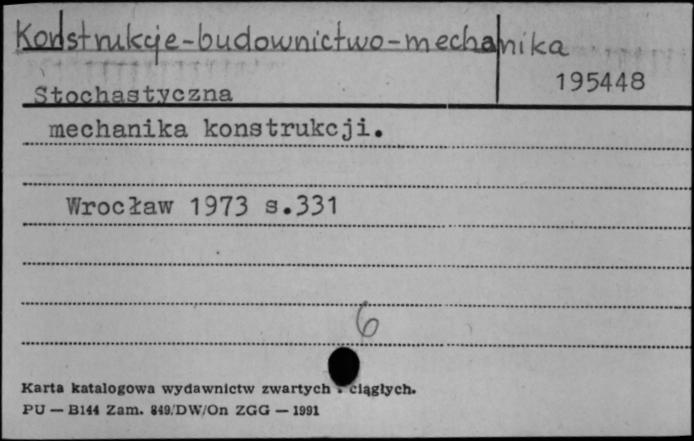 Konstrukcje-budownictwo-mechanika
195448
Stochastyczna
mechanika konstrukcji.
Wrocław 1973 s.331
6
Karta katalogowa wydawnictw zwartych i ciągłych.
PU — B144 Zam. 849/DW/On ZGG — 1991